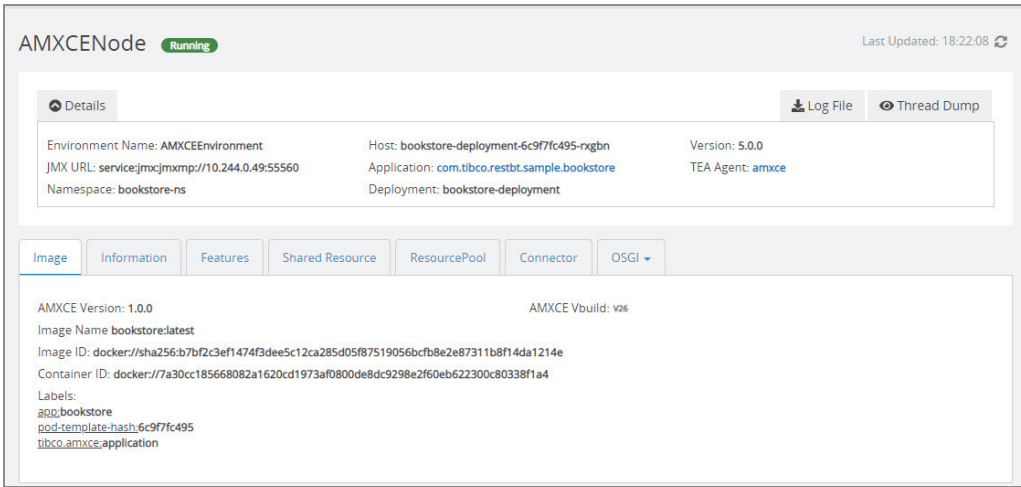 AMXCENode Running
Last Updated: 18:22:08
Details
Log File
Thread Dump
Environment Name: AMXCEEnvironment
Host: bookstore-deployment-6c9f7fc495-rxgbn
Version: 5.0.0
JMX URL: service:jmx:jmxmp://10.244.0.49:55560
Application: com.tibco.restbt.sample.bookstore
TEA Agent: amxce
Namespace: bookstore-ns
Deployment: bookstore-deployment
Image
Information
Features
Shared Resource
ResourcePool
Connector
OSGI
AMXCE Version: 1.0.0
AMXCE Vbuild: V26
Image Name bookstore:latest
Image ID: docker://sha256:b7bf2c3ef1474f3dee5c12ca285d05f87519056bcfb8e2e87311b8f14da1214e
Container ID: docker://7a30cc185668082a1620cd1973af0800de8dc9298e2f60eb622300c80338f1a4
Labels:
app:bookstore
pod-template-hash:6c9f7fc495
tibco.amxce:application